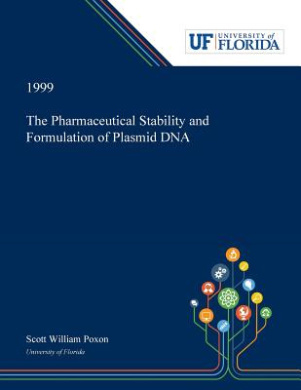 UF UNIVERSITY of
FLORIDA
1999
The Pharmaceutical Stability and
Formulation of Plasmid DNA
Scott William Poxon
University of Florida